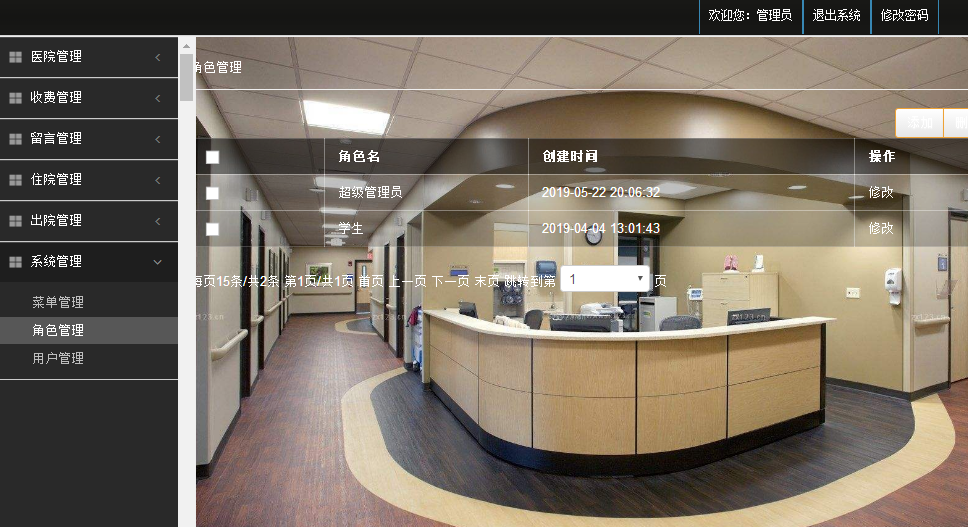 欢迎您：管理员 退出系统 修改密码
医院管理
收费管理
留言管理
住院管理
出院管理
系统管理
菜单管理
角色管理
用户管理
角色管理
添加
角色名 创建时间 操作
超级管理员 2019-05-22 20:06:32 修改
学生 2019-04-04 13:01:43 修改
每页15条/共2条 第1页/共1页 首页 上一页 下一页 末页 跳转到第 1 页